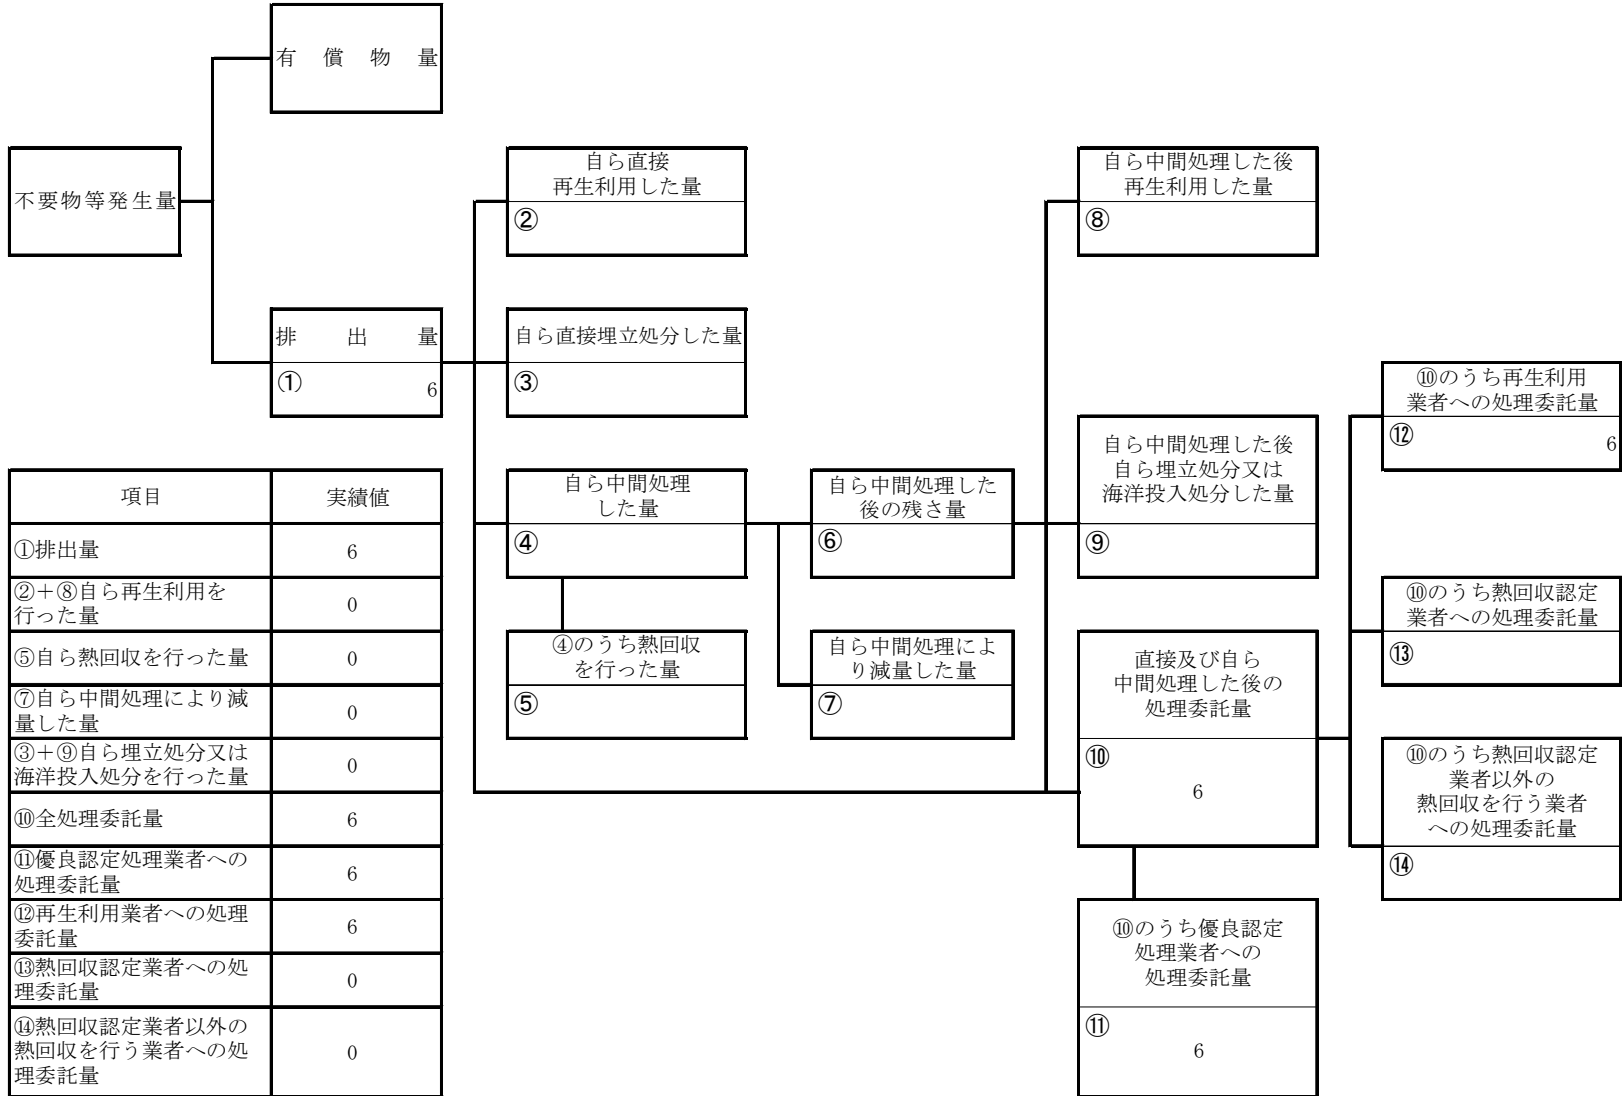 有償物量
不要物等発生量
排出量
①
6
自ら直接
再生利用した量
②
自ら直接埋立処分した量
③
自ら中間処理
した量
④
④のうち熱回収
を行った量
⑤
自ら中間処理した
後の残さ量
⑥
自ら中間処理によ
り減量した量
⑦
自ら中間処理した後
再生利用した量
⑧
自ら中間処理した後
自ら埋立処分又は
海洋投入処分した量
⑨
直接及び自ら
中間処理した後の
処理委託量
⑩
6
⑩のうち優良認定
処理業者への
処理委託量
⑪
6
⑩のうち再生利用
業者への処理委託量
⑫
6
⑩のうち熱回収認定
業者への処理委託量
⑬
⑩のうち熱回収認定
業者以外の
熱回収を行う業者
への処理委託量
⑭
項目 実績値
①排出量 6
②+⑧自ら再生利用を
行った量 0
⑤自ら熱回収を行った量 0
⑦自ら中間処理により減
量した量 0
③+⑨自ら埋立処分又は
海洋投入処分を行った量 0
⑩全処理委託量 6
⑪優良認定処理業者への
処理委託量 6
⑫再生利用業者への処理
委託量 6
⑬熱回収認定業者への処
理委託量 0
⑭熱回収認定業者以外の
熱回収を行う業者への処 0
理委託量